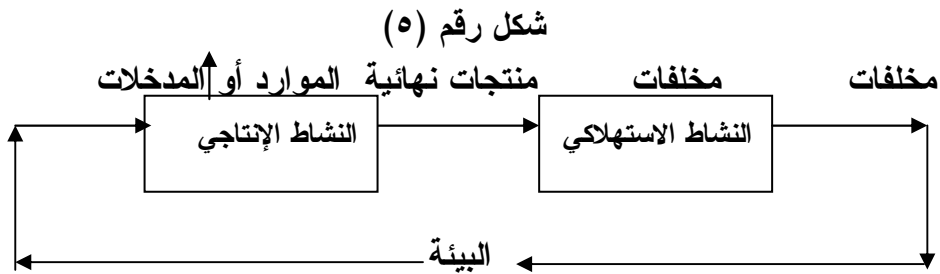 شكل رقم (٥)
الموارد أو المدخلات منتجات نهائية مخلفات مخلفات
النشاط الإنتاجي النشاط الاستهلاكي
البيئة